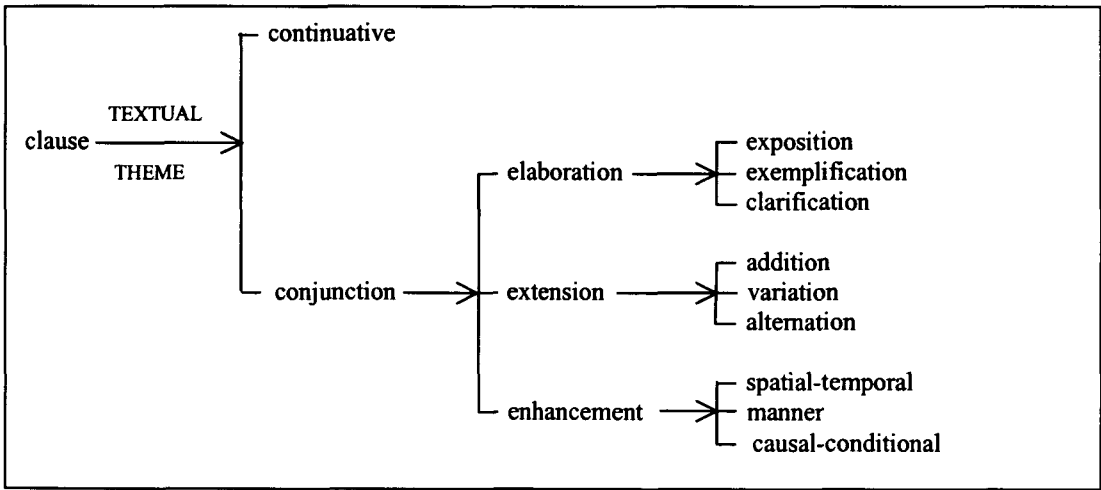 continuative
TEXTUAL
clause
THEME
exposition
elaboration
exemplification
clarification
addition
conjunction
extension
variation
alternation
spatial-temporal
enhancement
manner
causal-conditional